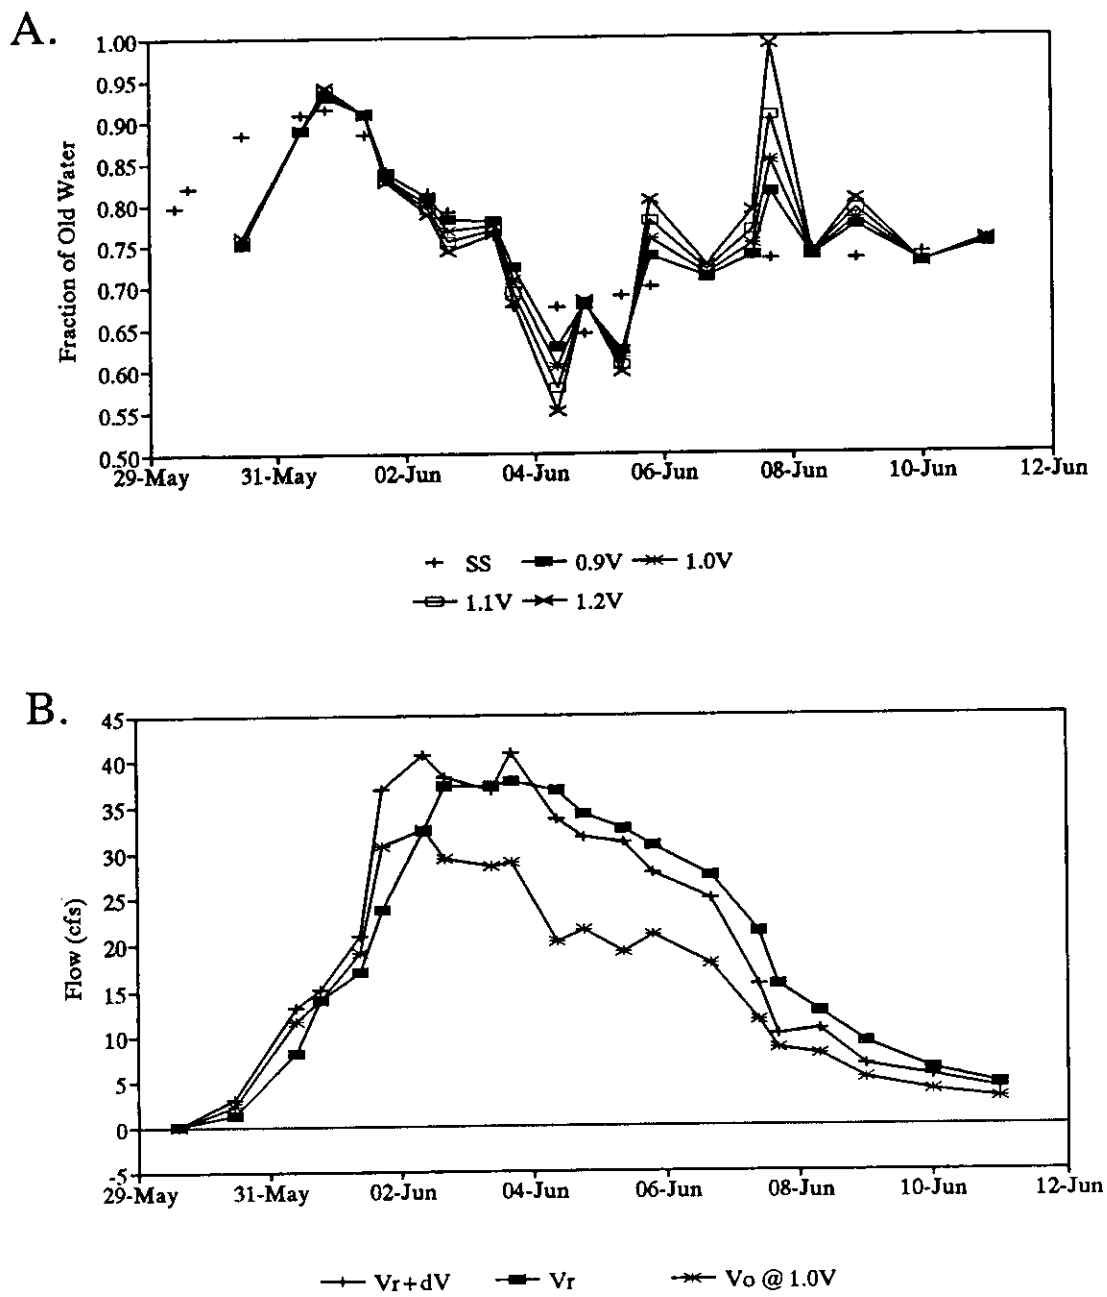 A.
1.00
0.95
0.90
0.85
0.80
0.75
0.70
0.65
0.60
0.55
0.50
Fraction of Old Water
29-May 31-May 02-Jun 04-Jun 06-Jun 08-Jun 10-Jun 12-Jun
SS 0.9V 1.0V
1.1V 1.2V
B.
45
40
35
30
25
20
15
10
5
0
-5
Flow (cfs)
29-May 31-May 02-Jun 04-Jun 06-Jun 08-Jun 10-Jun 12-Jun
Vr+dV Vr Vo @ 1.0V